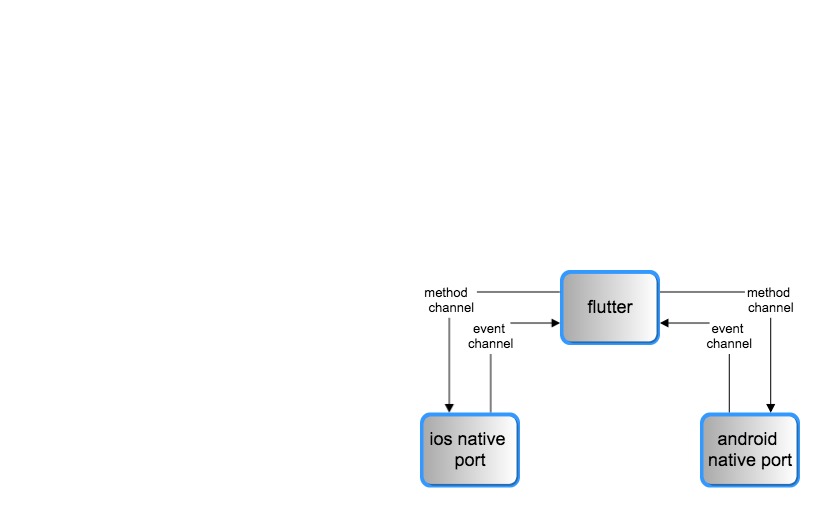 flutter
method
channel
event
channel
method
channel
event
channel
ios native
port
android
native port